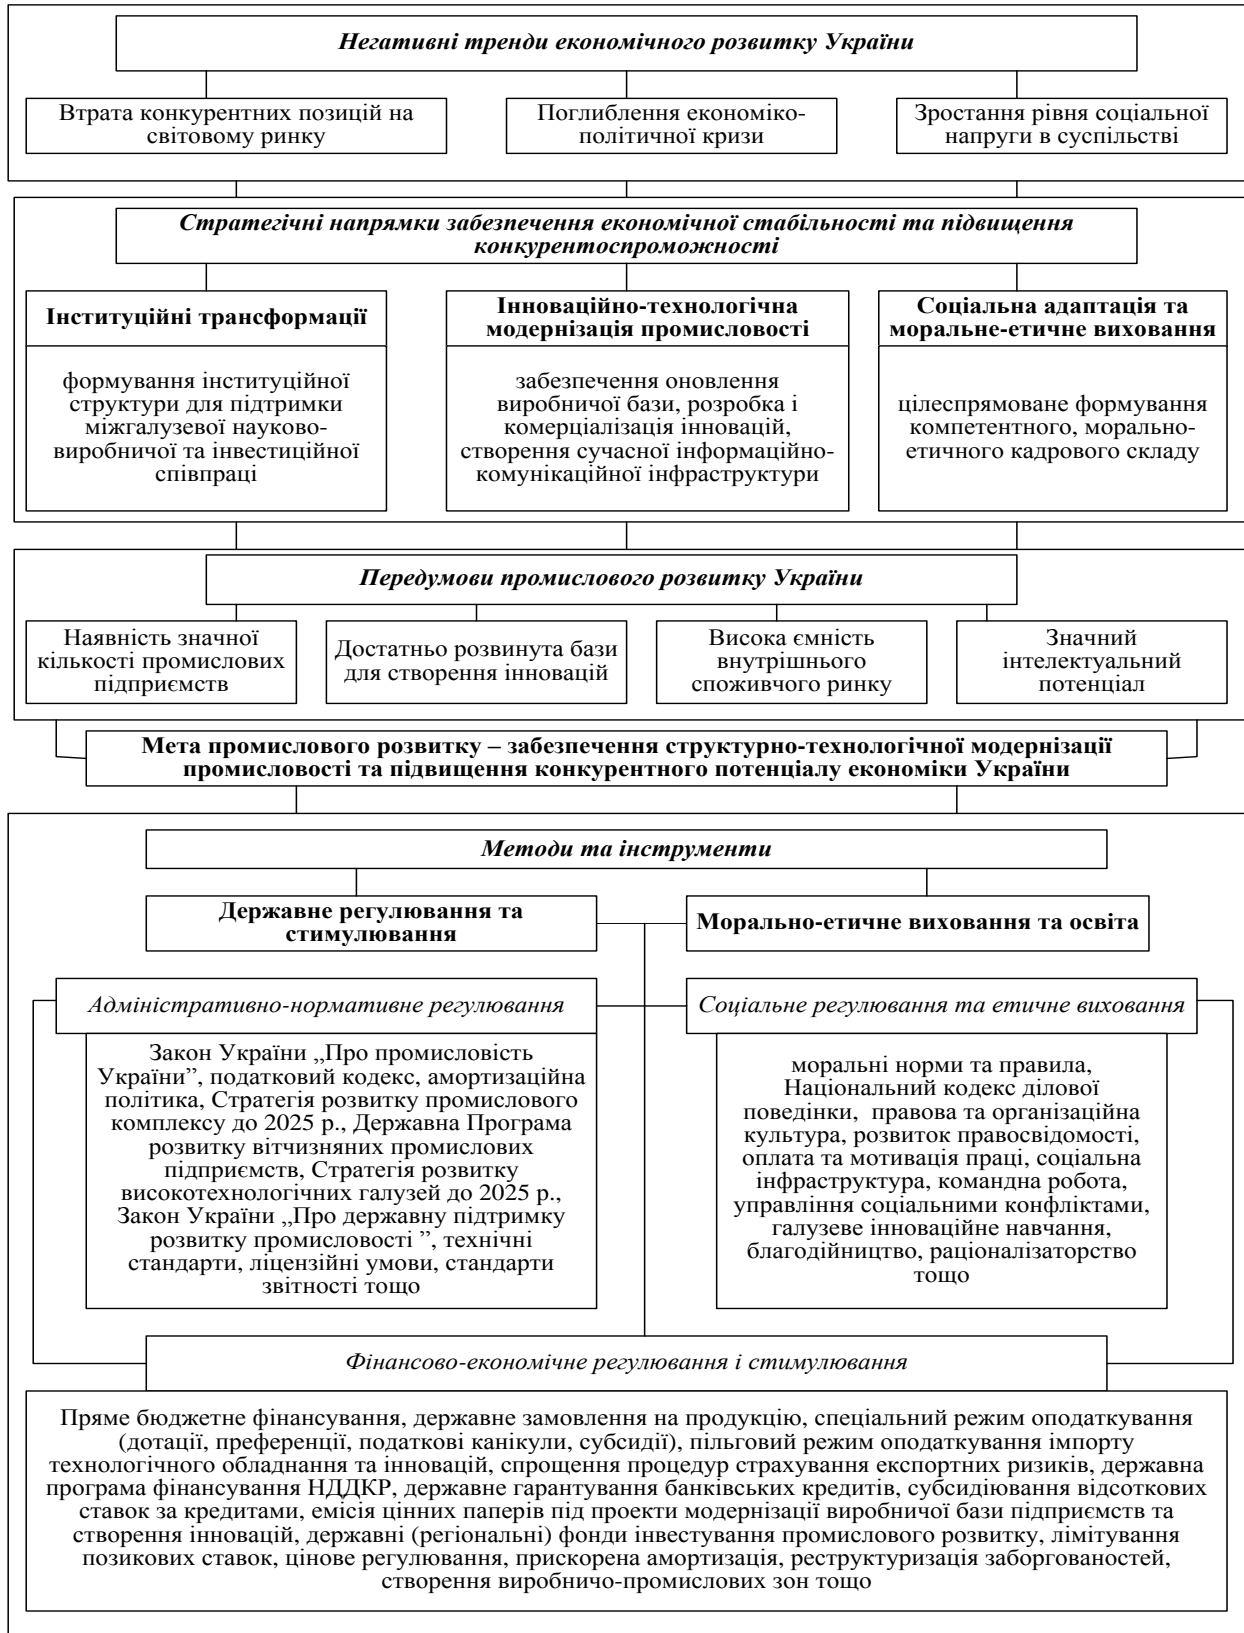 Негативні тренди економічного розвитку України
Втрата конкурентних позицій на
світовому ринку
Поглиблення економіко-
політичної кризи
Зростання рівня соціальної
напруги в суспільстві
Стратегічні напрямки забезпечення економічної стабільності та підвищення
конкурентоспроможності
Інституційні трансформації
формування інституційної
структури для підтримки
міжгалузевої науково-
виробничої та інвестиційної
співпраці
Інноваційно-технологічна
модернізація промисловості
забезпечення оновлення
виробничої бази, розробка і
комерціалізація інновацій,
створення сучасної інформаційно-
комунікаційної інфраструктури
Соціальна адаптація та
моральне-етичне виховання
цілеспрямоване формування
компетентного, морально-
етичного кадрового складу
Передумови промислового розвитку України
Наявність значної
кількості промислових
підприємств
Достатньо розвинута бази
для створення інновацій
Висока ємність
внутрішнього
споживчого ринку
Значний
інтелектуальний
потенціал
Мета промислового розвитку – забезпечення структурно-технологічної модернізації
промисловості та підвищення конкурентного потенціалу економіки України
Методи та інструменти
Державне регулювання та
стимулювання
Морально-етичне виховання та освіта
Адміністративно-нормативне регулювання
Закон України „Про промисловість
України”, податковий кодекс, амортизаційна
політика, Стратегія розвитку промислового
комплексу до 2025 р., Державна Програма
розвитку вітчизняних промислових
підприємств, Стратегія розвитку
високотехнологічних галузей до 2025 р.,
Закон України „Про державну підтримку
розвитку промисловості ”, технічні
стандарти, ліцензійні умови, стандарти
звітності тощо
Соціальне регулювання та етичне виховання
моральні норми та правила,
Національний кодекс ділової
поведінки, правова та організаційна
культура, розвиток правосвідомості,
оплата та мотивація праці, соціальна
інфраструктура, командна робота,
управління соціальними конфліктами,
галузеве інноваційне навчання,
благодійництво, раціоналізаторство
тощо
Фінансово-економічне регулювання і стимулювання
Пряме бюджетне фінансування, державне замовлення на продукцію, спеціальний режим оподаткування
(дотації, преференції, податкові канікули, субсидії), пільговий режим оподаткування імпорту
технологічного обладнання та інновацій, спрощення процедур страхування експортних ризиків, державна
програма фінансування НДДКР, державне гарантування банківських кредитів, субсидіювання відсоткових
ставок за кредитами, емісія цінних паперів під проекти модернізації виробничої бази підприємств та
створення інновацій, державні (регіональні) фонди інвестування промислового розвитку, лімітування
позикових ставок, цінове регулювання, прискорена амортизація, реструктуризація заборгованостей,
створення виробничо-промислових зон тощо